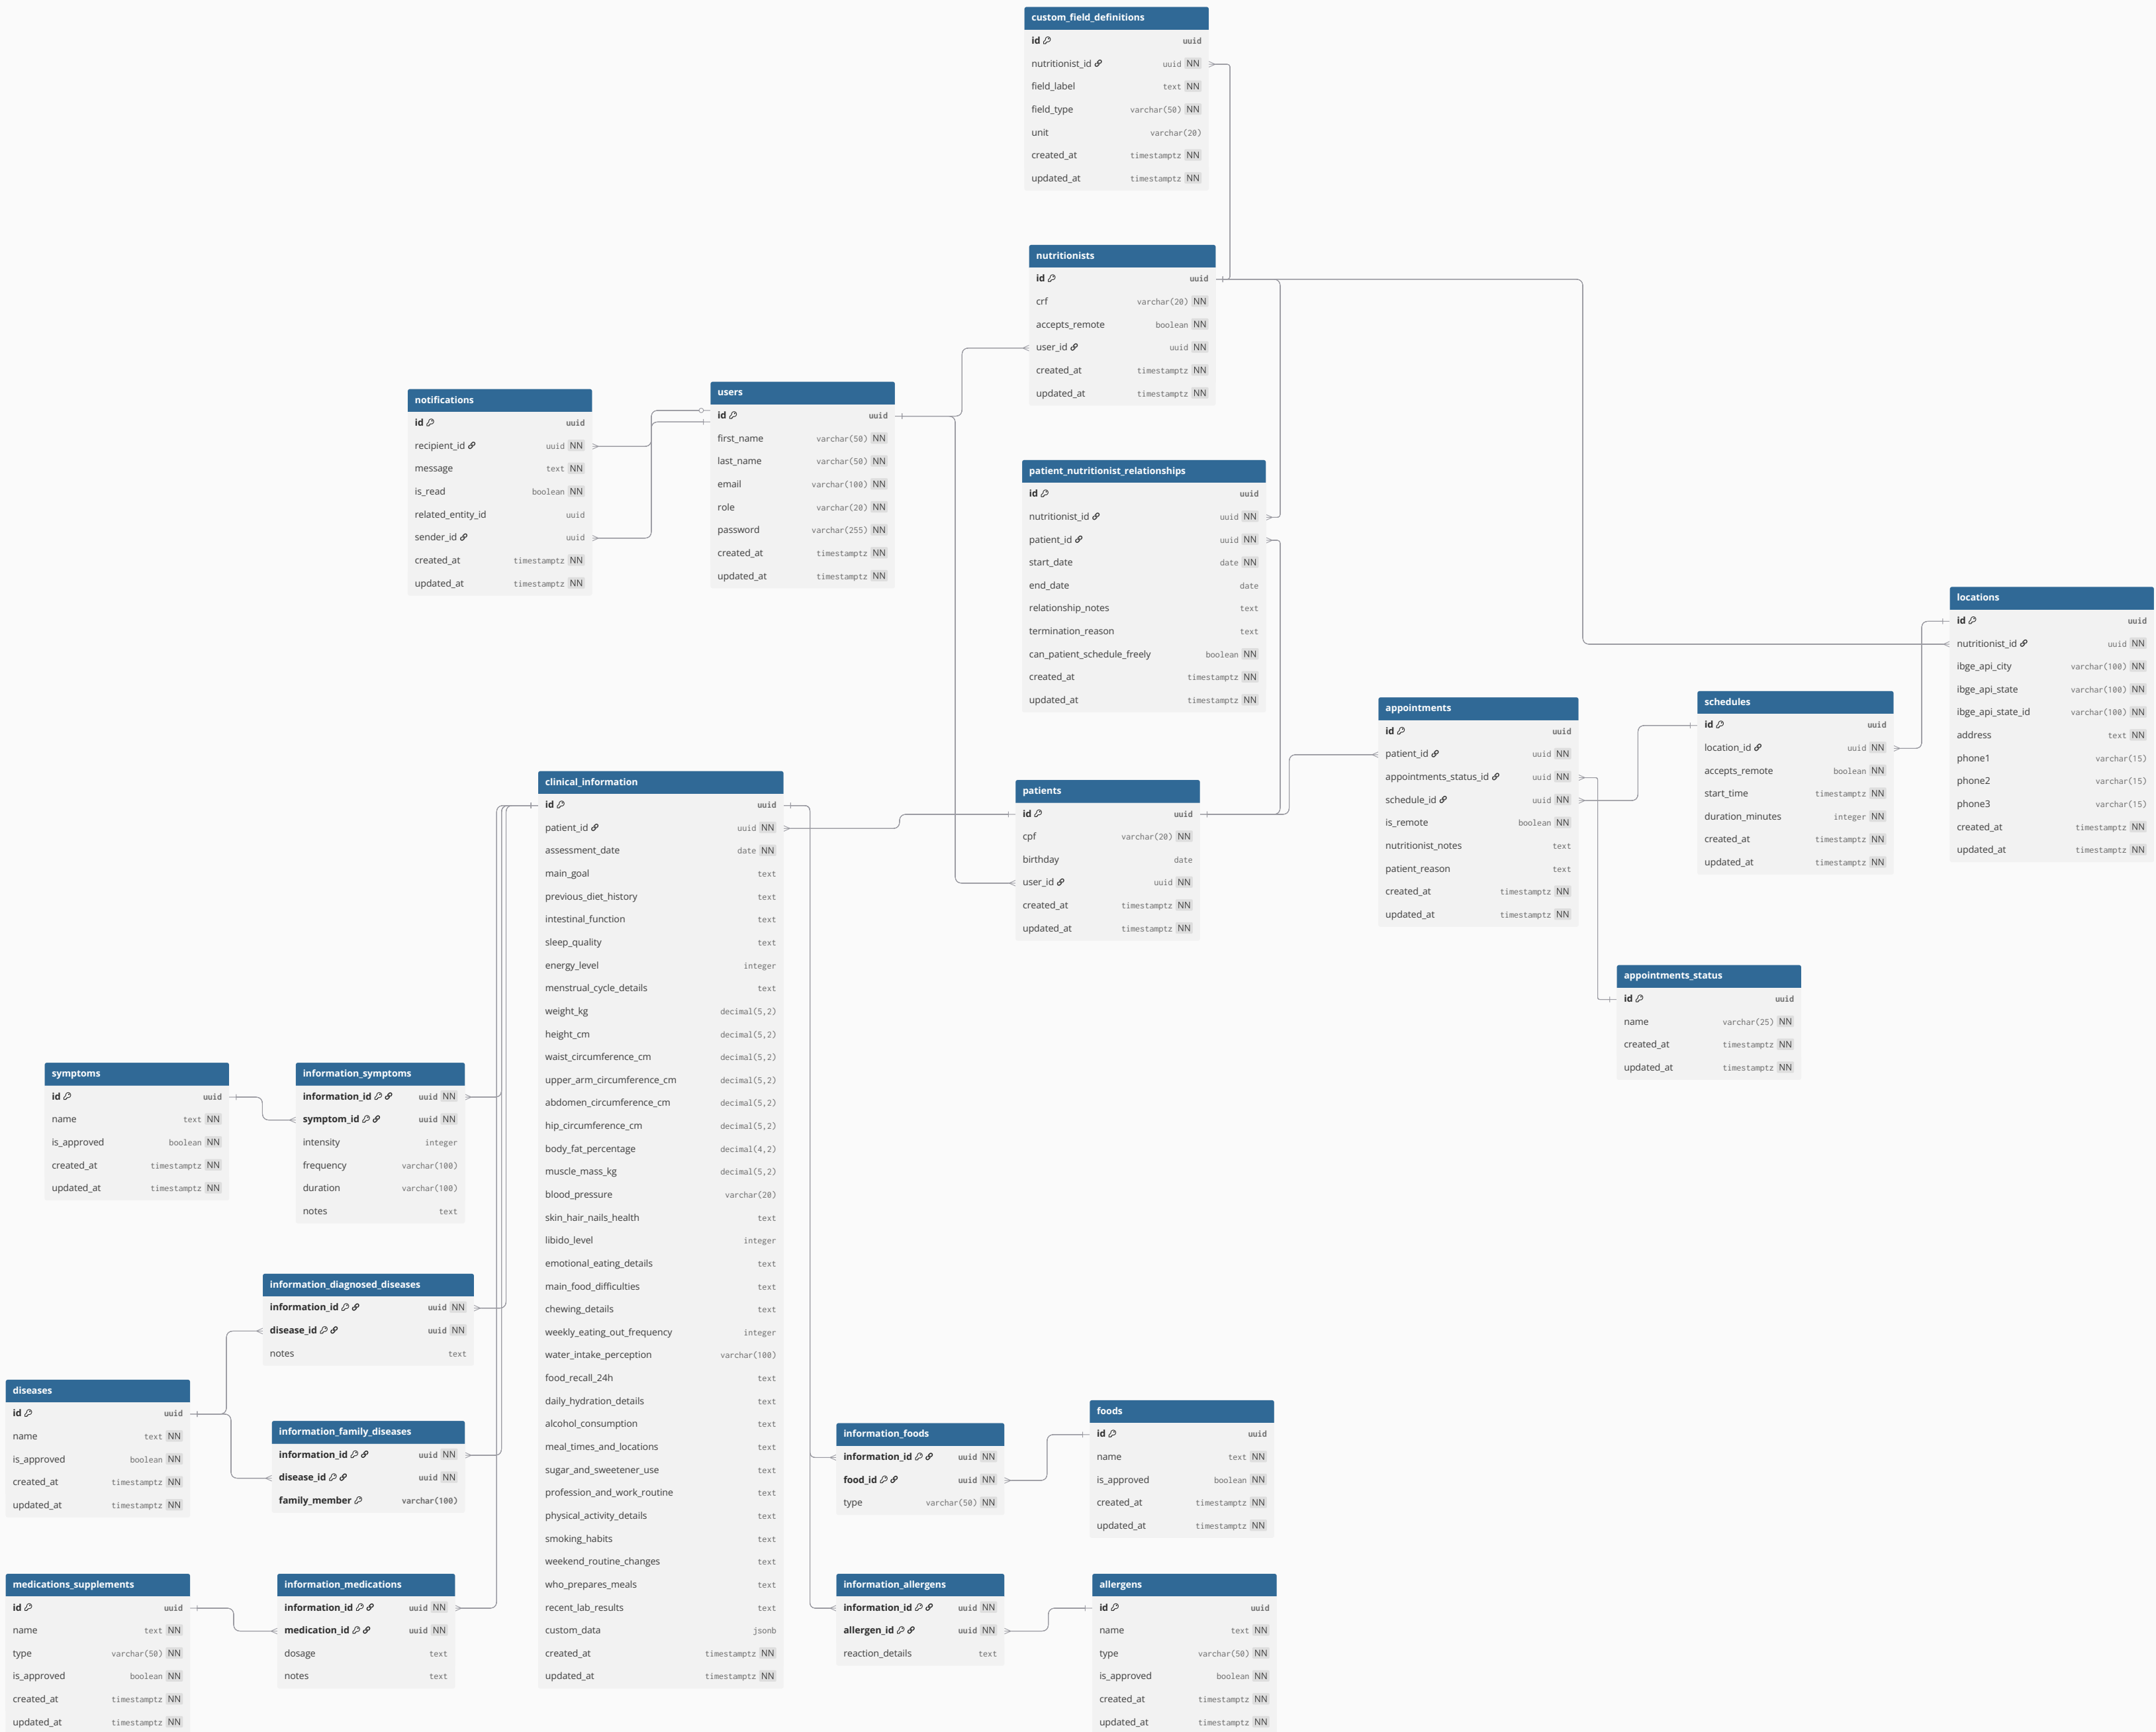 custom_field_definitions
id uuid
nutritionist_id uuid NN
field_label text NN
field_type varchar(50) NN
unit varchar(20)
created_at timestamptz NN
updated_at timestamptz NN
nutritionists
id uuid
crf varchar(20) NN
accepts_remote boolean NN
user_id uuid NN
created_at timestamptz NN
updated_at timestamptz NN
notifications
id uuid
recipient_id uuid NN
message text NN
is_read boolean NN
related_entity_id uuid
sender_id uuid
created_at timestamptz NN
updated_at timestamptz NN
users
id uuid
first_name varchar(50) NN
last_name varchar(50) NN
email varchar(100) NN
role varchar(20) NN
password varchar(255) NN
created_at timestamptz NN
updated_at timestamptz NN
patient_nutritionist_relationships
id uuid
nutritionist_id uuid NN
patient_id uuid NN
start_date date NN
end_date date
relationship_notes text
termination_reason text
can_patient_schedule_freely boolean NN
created_at timestamptz NN
updated_at timestamptz NN
locations
id uuid
nutritionist_id uuid NN
ibge_api_city varchar(100) NN
ibge_api_state varchar(100) NN
ibge_api_state_id varchar(100) NN
address text NN
phone1 varchar(15)
phone2 varchar(15)
phone3 varchar(15)
created_at timestamptz NN
updated_at timestamptz NN
schedules
id uuid
location_id uuid NN
accepts_remote boolean NN
start_time timestamptz NN
duration_minutes integer NN
created_at timestamptz NN
updated_at timestamptz NN
appointments
id uuid
patient_id uuid NN
appointments_status_id uuid NN
schedule_id uuid NN
is_remote boolean NN
nutritionist_notes text
patient_reason text
created_at timestamptz NN
updated_at timestamptz NN
patients
id uuid
cpf varchar(20) NN
birthday date
user_id uuid NN
created_at timestamptz NN
updated_at timestamptz NN
appointments_status
id uuid
name varchar(25) NN
created_at timestamptz NN
updated_at timestamptz NN
clinical_information
id uuid
patient_id uuid NN
assessment_date date NN
main_goal text
previous_diet_history text
intestinal_function text
sleep_quality text
energy_level integer
menstrual_cycle_details text
weight_kg decimal(5,2)
height_cm decimal(5,2)
waist_circumference_cm decimal(5,2)
upper_arm_circumference_cm decimal(5,2)
abdomen_circumference_cm decimal(5,2)
hip_circumference_cm decimal(5,2)
body_fat_percentage decimal(4,2)
muscle_mass_kg decimal(5,2)
blood_pressure varchar(20)
skin_hair_nails_health text
libido_level integer
emotional_eating_details text
main_food_difficulties text
chewing_details text
weekly_eating_out_frequency integer
water_intake_perception varchar(100)
food_recall_24h text
daily_hydration_details text
alcohol_consumption text
meal_times_and_locations text
sugar_and_sweetener_use text
profession_and_work_routine text
physical_activity_details text
smoking_habits text
weekend_routine_changes text
who_prepares_meals text
recent_lab_results text
custom_data jsonb
created_at timestamptz NN
updated_at timestamptz NN
symptoms
id uuid
name text NN
is_approved boolean NN
created_at timestamptz NN
updated_at timestamptz NN
information_symptoms
information_id uuid NN
symptom_id uuid NN
intensity integer
frequency varchar(100)
duration varchar(100)
notes text
information_diagnosed_diseases
information_id uuid NN
disease_id uuid NN
notes text
diseases
id uuid
name text NN
is_approved boolean NN
created_at timestamptz NN
updated_at timestamptz NN
information_family_diseases
information_id uuid NN
disease_id uuid NN
family_member varchar(100)
medications_supplements
id uuid
name text NN
type varchar(50) NN
is_approved boolean NN
created_at timestamptz NN
updated_at timestamptz NN
information_medications
information_id uuid NN
medication_id uuid NN
dosage text
notes text
information_foods
information_id uuid NN
food_id uuid NN
type varchar(50) NN
foods
id uuid
name text NN
is_approved boolean NN
created_at timestamptz NN
updated_at timestamptz NN
information_allergens
information_id uuid NN
allergen_id uuid NN
reaction_details text
allergens
id uuid
name text NN
type varchar(50) NN
is_approved boolean NN
created_at timestamptz NN
updated_at timestamptz NN